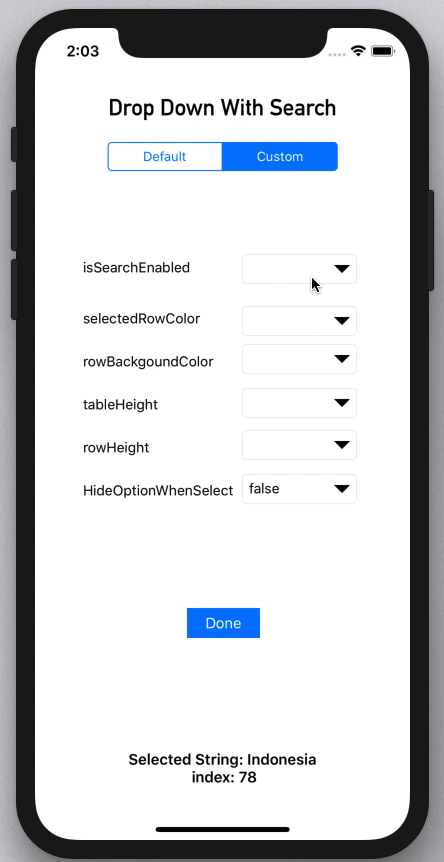 2:03
Drop Down With Search
Default Custom
isSearchEnabled
selectedRowColor
rowBackgoundColor
tableHeight
rowHeight
HideOptionWhenSelect false
Done
Selected String: Indonesia
index: 78